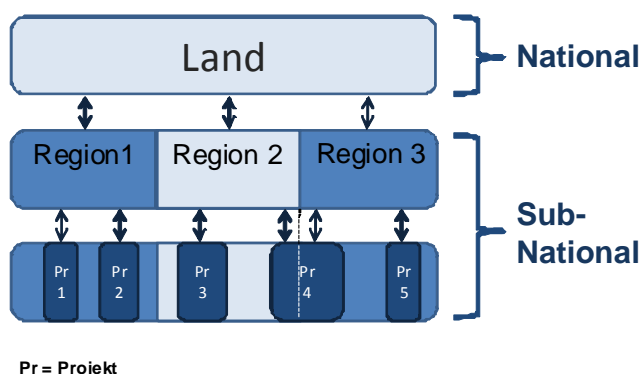 Land
National
Region1
Region 2
Region 3
Sub-
National
Pr
1
Pr
2
Pr
3
Pr
4
Pr
5
Pr = Projekt